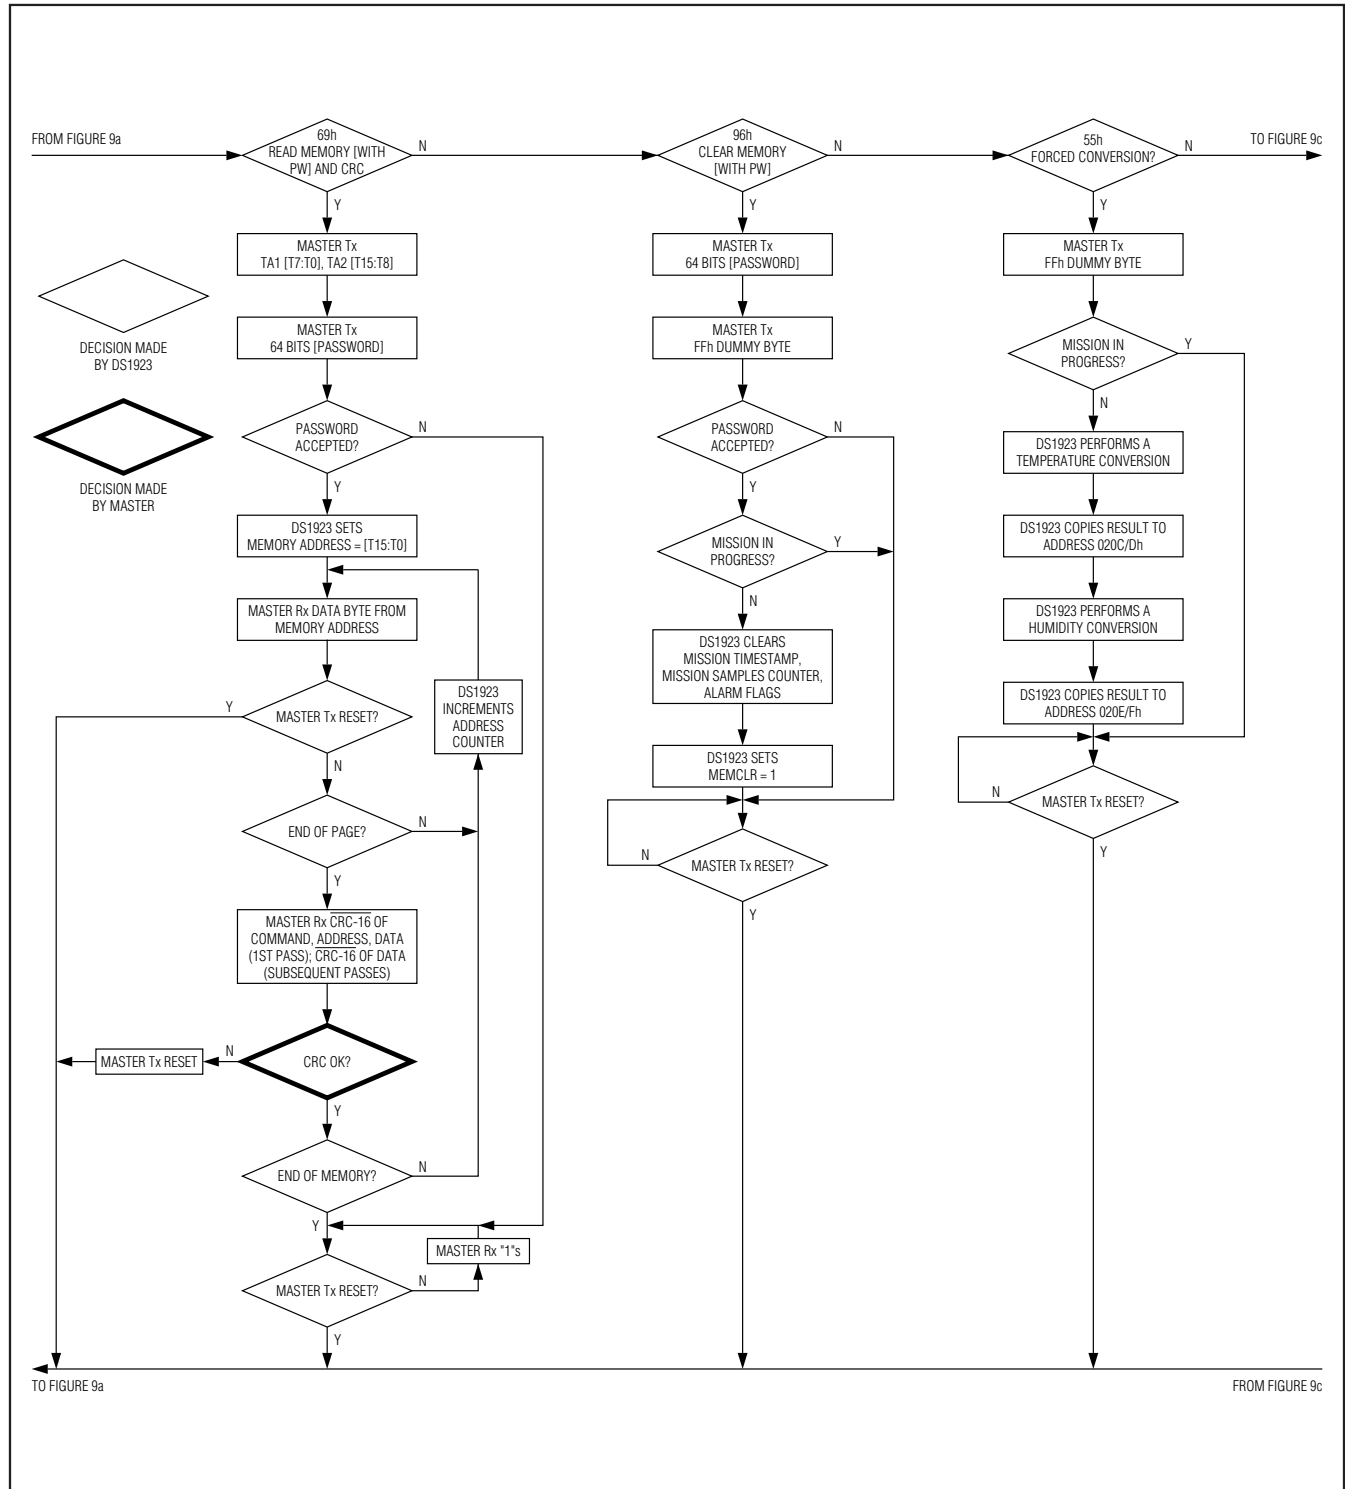 FROM FIGURE 9a
69h
READ MEMORY [WITH
PW] AND CRC
N
Y
MASTER Tx
TA1 [T7:T0], TA2 [T15:T8]
MASTER Tx
64 BITS [PASSWORD]
PASSWORD
ACCEPTED?
N
Y
DS1923 SETS
MEMORY ADDRESS = [T15:T0]
MASTER Rx DATA BYTE FROM
MEMORY ADDRESS
MASTER Tx RESET?
Y
N
DS1923
INCREMENTS
ADDRESS
COUNTER
END OF PAGE?
N
Y
MASTER Rx CRC-16 OF
COMMAND, ADDRESS, DATA
(1ST PASS); CRC-16 OF DATA
(SUBSEQUENT PASSES)
CRC OK?
N
MASTER Tx RESET
Y
END OF MEMORY?
N
Y
MASTER Rx "1"s
MASTER Tx RESET?
N
Y
DECISION MADE
BY DS1923
DECISION MADE
BY MASTER
96h
CLEAR MEMORY
[WITH PW]
N
Y
MASTER Tx
64 BITS [PASSWORD]
MASTER Tx
FFh DUMMY BYTE
PASSWORD
ACCEPTED?
N
Y
MISSION IN
PROGRESS?
Y
N
DS1923 CLEARS
MISSION TIMESTAMP,
MISSION SAMPLES COUNTER,
ALARM FLAGS
DS1923 SETS
MEMCLR = 1
MASTER Tx RESET?
N
Y
55h
FORCED CONVERSION?
N
TO FIGURE 9c
Y
MASTER Tx
FFh DUMMY BYTE
MISSION IN
PROGRESS?
Y
N
DS1923 PERFORMS A
TEMPERATURE CONVERSION
DS1923 COPIES RESULT TO
ADDRESS 020C/Dh
DS1923 PERFORMS A
HUMIDITY CONVERSION
DS1923 COPIES RESULT TO
ADDRESS 020E/Fh
MASTER Tx RESET?
N
Y
TO FIGURE 9a
FROM FIGURE 9c